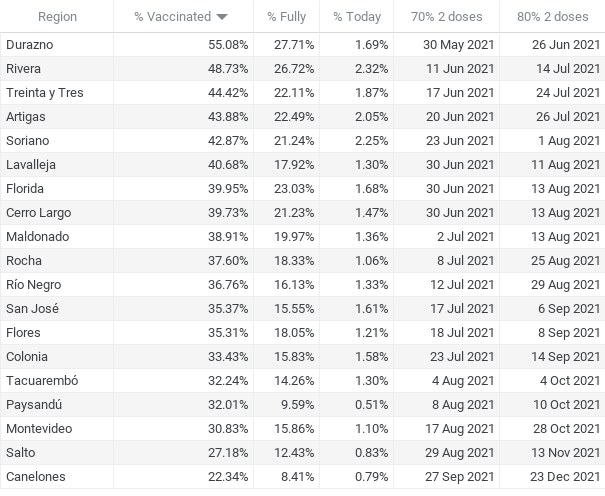 Region % Vaccinated % Fully % Today 70% 2 doses 80% 2 doses
Durazno 55.08% 27.71% 1.69% 30 May 2021 26 Jun 2021
Rivera 48.73% 26.72% 2.32% 11 Jun 2021 14 Jul 2021
Treinta y Tres 44.42% 22.11% 1.87% 17 Jun 2021 24 Jul 2021
Artigas 43.88% 22.49% 2.05% 20 Jun 2021 26 Jul 2021
Soriano 42.87% 21.24% 2.25% 23 Jun 2021 1 Aug 2021
Lavalleja 40.68% 17.92% 1.30% 30 Jun 2021 11 Aug 2021
Florida 39.95% 23.03% 1.68% 30 Jun 2021 13 Aug 2021
Cerro Largo 39.73% 21.23% 1.47% 30 Jun 2021 13 Aug 2021
Maldonado 38.91% 19.97% 1.36% 2 Jul 2021 13 Aug 2021
Rocha 37.60% 18.33% 1.06% 8 Jul 2021 25 Aug 2021
Río Negro 36.76% 16.13% 1.33% 12 Jul 2021 29 Aug 2021
San José 35.37% 15.55% 1.61% 17 Jul 2021 6 Sep 2021
Flores 35.31% 18.05% 1.21% 18 Jul 2021 8 Sep 2021
Colonia 33.43% 15.83% 1.58% 23 Jul 2021 14 Sep 2021
Tacuarembó 32.24% 14.26% 1.30% 4 Aug 2021 4 Oct 2021
Paysandú 32.01% 9.59% 0.51% 8 Aug 2021 10 Oct 2021
Montevideo 30.83% 15.86% 1.10% 17 Aug 2021 28 Oct 2021
Salto 27.18% 12.43% 0.83% 29 Aug 2021 13 Nov 2021
Canelones 22.34% 8.41% 0.79% 27 Sep 2021 23 Dec 2021